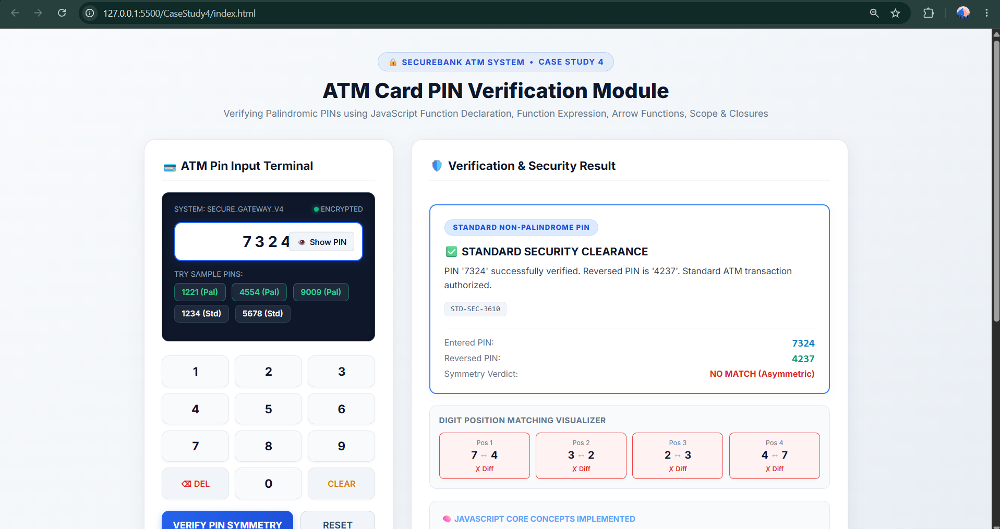 127.0.0.1:5500/CaseStudy4/index.html
SECUREBANK ATM SYSTEM • CASE STUDY 4
ATM Card PIN Verification Module
Verifying Palindromic PINs using JavaScript Function Declaration, Function Expression, Arrow Functions, Scope & Closures
ATM Pin Input Terminal
SYSTEM: SECURE_GATEWAY_V4
ENCRYPTED
7324
Show PIN
TRY SAMPLE PINS:
1221 (Pal)
4554 (Pal)
9009 (Pal)
1234 (Std)
5678 (Std)
1
2
3
4
5
6
7
8
9
⌫ DEL
0
CLEAR
VERIFY PIN SYMMETRY
RESET
Verification & Security Result
STANDARD NON-PALINDROME PIN
✅ STANDARD SECURITY CLEARANCE
PIN '7324' successfully verified. Reversed PIN is '4237'. Standard ATM transaction
authorized.
STD-SEC-3610
Entered PIN:
7324
Reversed PIN:
4237
Symmetry Verdict:
NO MATCH (Asymmetric)
DIGIT POSITION MATCHING VISUALIZER
Pos 1
7 ↔ 4
✗ Diff
Pos 2
3 ↔ 2
✗ Diff
Pos 3
2 ↔ 3
✗ Diff
Pos 4
4 ↔ 7
✗ Diff
JAVASCRIPT CORE CONCEPTS IMPLEMENTED